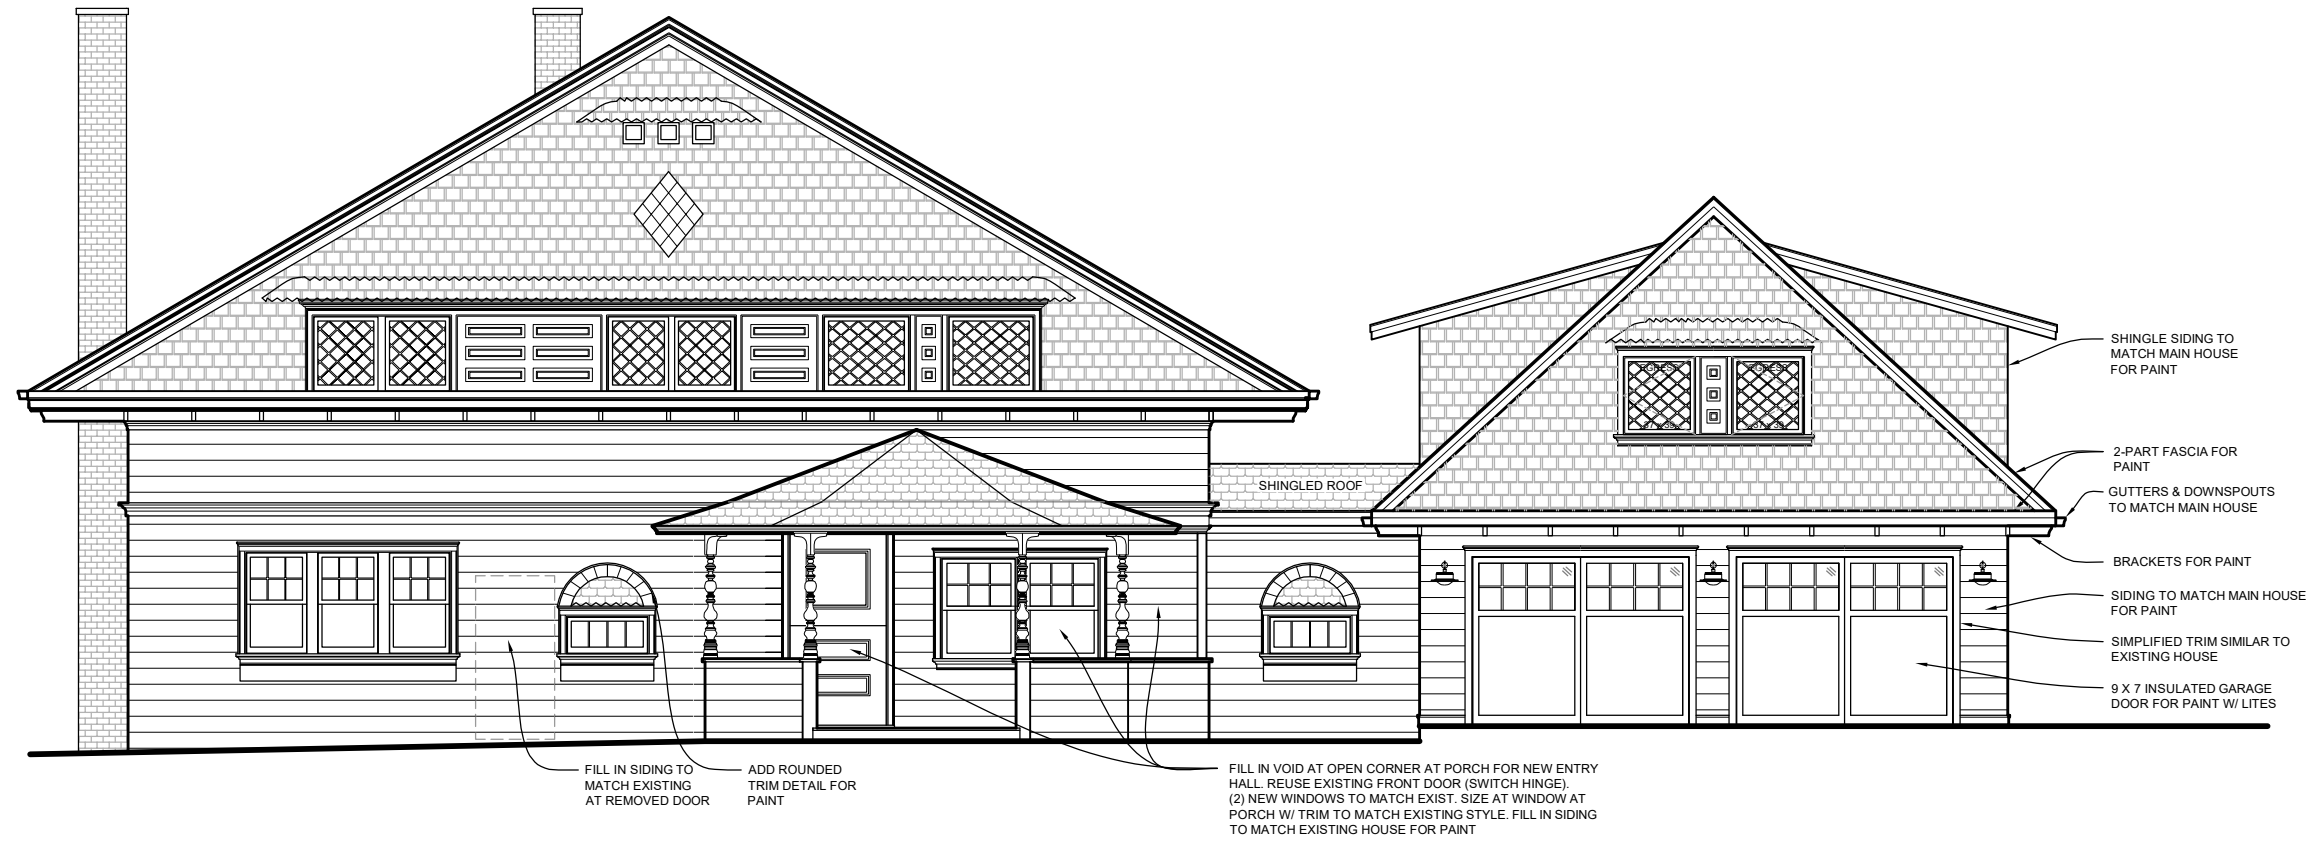 EGRESS EGRESS
SHINGLED ROOF
SHINGLE SIDING TO
MATCH MAIN HOUSE
FOR PAINT
2-PART FASCIA FOR
PAINT
GUTTERS & DOWNSPOUTS
TO MATCH MAIN HOUSE
BRACKETS FOR PAINT
SIDING TO MATCH MAIN HOUSE
FOR PAINT
SIMPLIFIED TRIM SIMILAR TO
EXISTING HOUSE
9 X 7 INSULATED GARAGE
DOOR FOR PAINT W/ LITES
FILL IN SIDING TO
MATCH EXISTING
AT REMOVED DOOR
ADD ROUNDED
TRIM DETAIL FOR
PAINT
FILL IN VOID AT OPEN CORNER AT PORCH FOR NEW ENTRY
HALL. REUSE EXISTING FRONT DOOR (SWITCH HINGE).
(2) NEW WINDOWS TO MATCH EXIST. SIZE AT WINDOW AT
PORCH W/ TRIM TO MATCH EXISTING STYLE. FILL IN SIDING
TO MATCH EXISTING HOUSE FOR PAINT